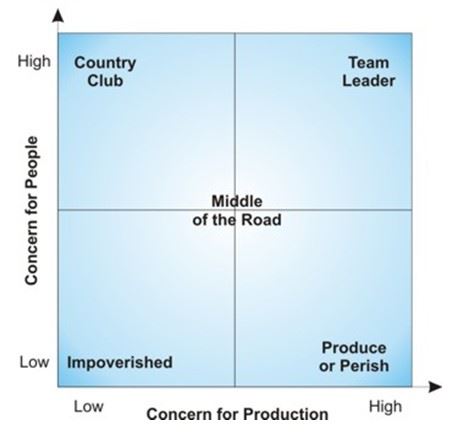 High
Country
Club
Team
Leader
Concern for People
Middle
of the Road
Low
Impoverished
Produce
or Perish
Low
Concern for Production
High